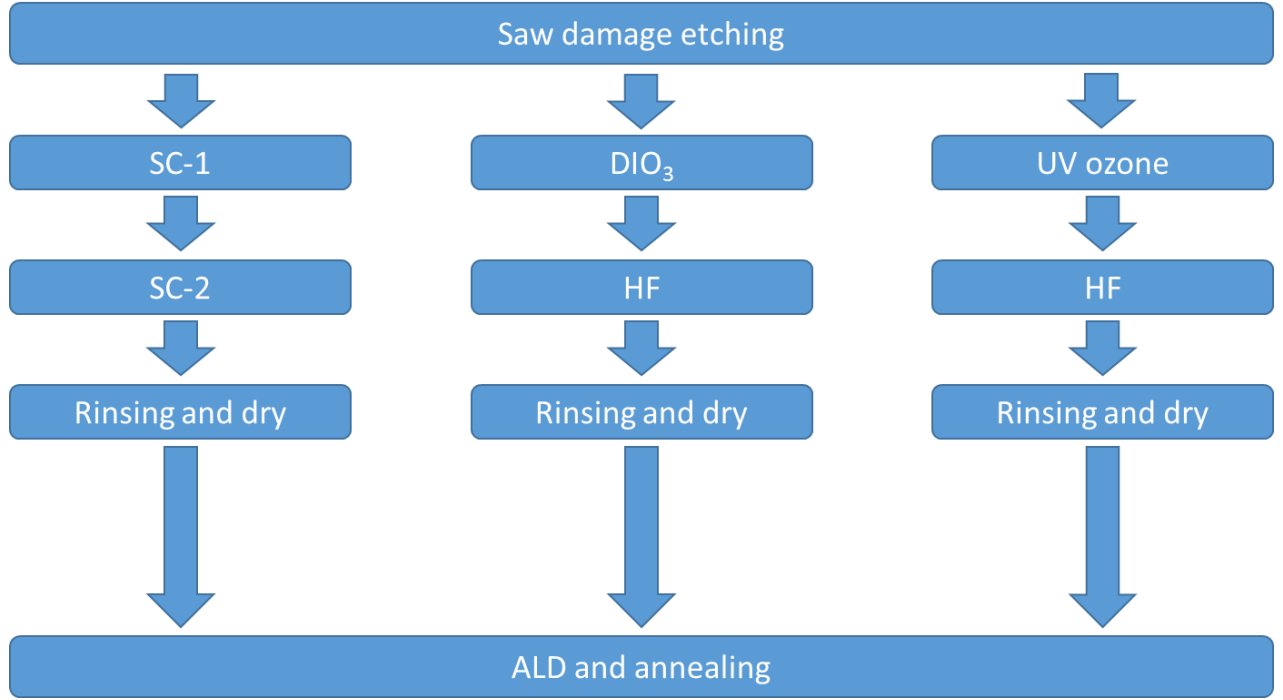 Saw damage etching
SC-1
DIO₃
UV ozone
SC-2
HF
HF
Rinsing and dry
Rinsing and dry
Rinsing and dry
ALD and annealing